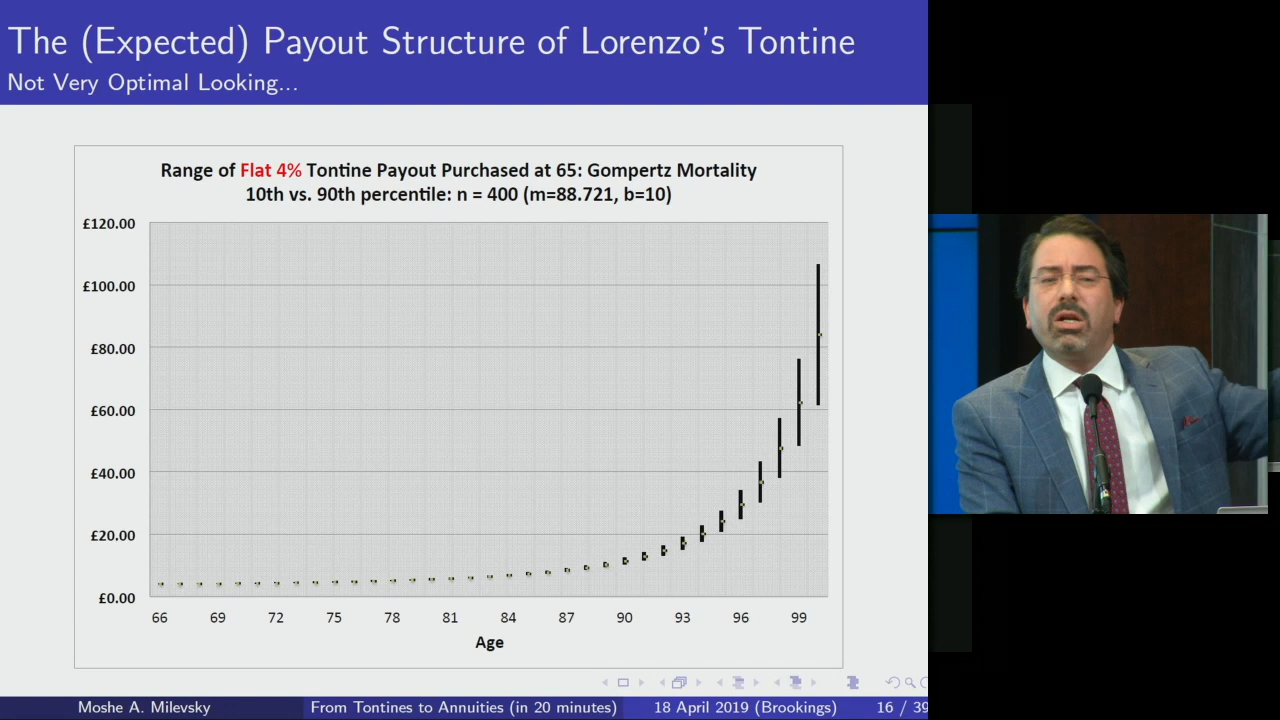 The (Expected) Payout Structure of Lorenzo's Tontine
Not Very Optimal Looking...
Range of Flat 4% Tontine Payout Purchased at 65: Gompertz Mortality
10th vs. 90th percentile: n = 400 (m=88.721, b=10)
£120.00
£100.00
£80.00
£60.00
£40.00
£20.00
£0.00
66 69 72 75 78 81 84 87 90 93 96 99
Age
Moshe A. Milevsky From Tontines to Annuities (in 20 minutes) 18 April 2019 (Brookings) 16 / 39